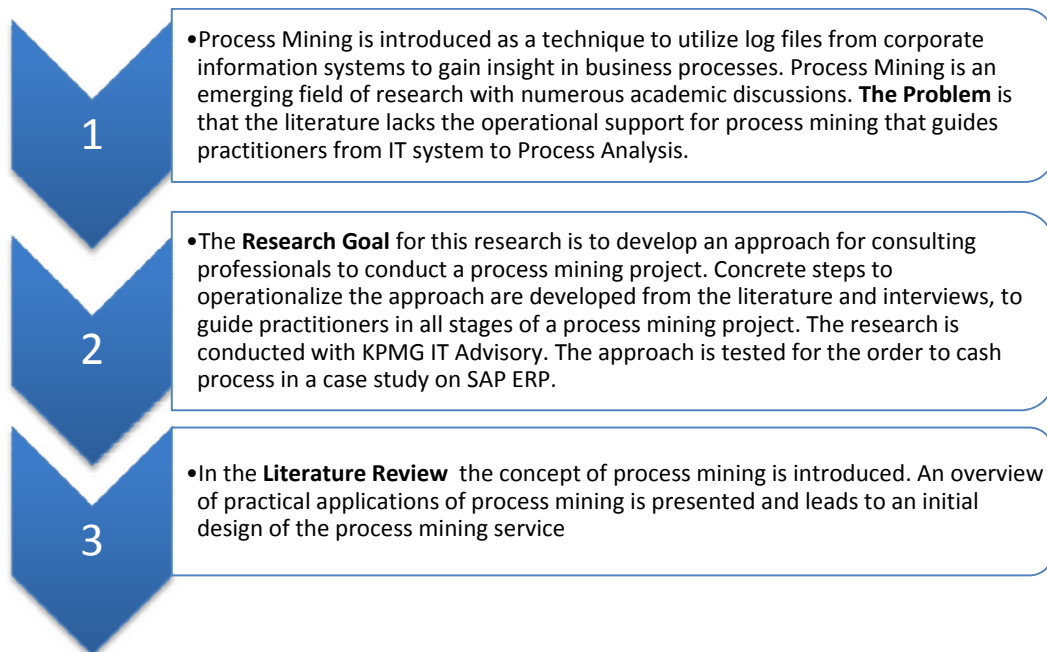 1
•Process Mining is introduced as a technique to utilize log files from corporate
information systems to gain insight in business processes. Process Mining is an
emerging field of research with numerous academic discussions. The Problem is
that the literature lacks the operational support for process mining that guides
practitioners from IT system to Process Analysis.
2
•The Research Goal for this research is to develop an approach for consulting
professionals to conduct a process mining project. Concrete steps to
operationalize the approach are developed from the literature and interviews, to
guide practitioners in all stages of a process mining project. The research is
conducted with KPMG IT Advisory. The approach is tested for the order to cash
process in a case study on SAP ERP.
3
•In the Literature Review the concept of process mining is introduced. An overview
of practical applications of process mining is presented and leads to an initial
design of the process mining service